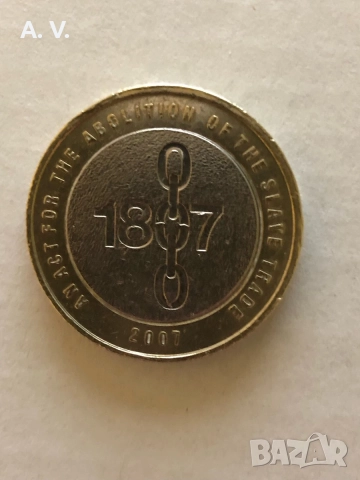 A. V.
AN ACT FOR THE ABOLITION OF THE SLAVE TRADE
1807
2007
BAZAR